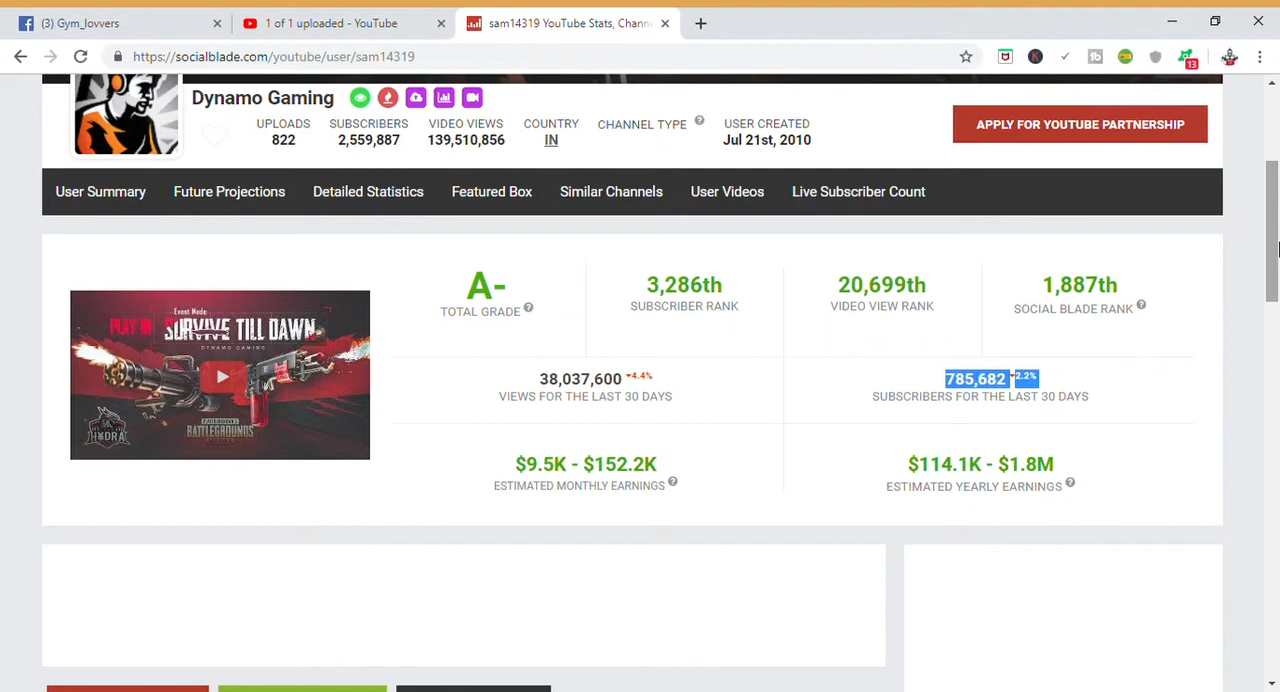 (3) Gym_lovvers
1 of 1 uploaded - YouTube
sam14319 YouTube Stats, Chann
https://socialblade.com/youtube/user/sam14319
13
Dynamo Gaming
UPLOADS
822
SUBSCRIBERS
2,559,887
VIDEO VIEWS
139,510,856
COUNTRY
IN
CHANNEL TYPE
USER CREATED
Jul 21st, 2010
APPLY FOR YOUTUBE PARTNERSHIP
User Summary
Future Projections
Detailed Statistics
Featured Box
Similar Channels
User Videos
Live Subscriber Count
Event Mode:
PLAY IN SURVIVE TILL DAWN
DYNAMO GAMING
HYDRA
PLAYERUNKNOWN'S
BATTLEGROUNDS
A-
TOTAL GRADE
3,286th
SUBSCRIBER RANK
20,699th
VIDEO VIEW RANK
1,887th
SOCIAL BLADE RANK
38,037,600 4.4%
VIEWS FOR THE LAST 30 DAYS
785,682 2.2%
SUBSCRIBERS FOR THE LAST 30 DAYS
$9.5K - $152.2K
ESTIMATED MONTHLY EARNINGS
$114.1K - $1.8M
ESTIMATED YEARLY EARNINGS